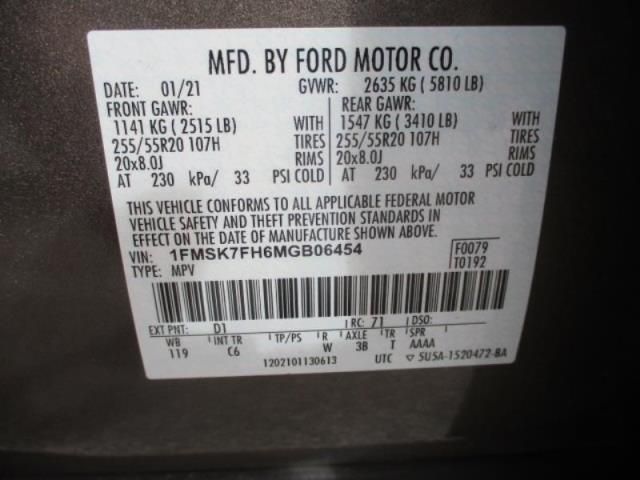 MFD. BY FORD MOTOR CO.
DATE: 01/21 GVWR: 2635 KG ( 5810 LB)
FRONT GAWR: REAR GAWR:
1141 KG ( 2515 LB) WITH 1547 KG ( 3410 LB) WITH
255/55R20 107H TIRES 255/55R20 107H TIRES
20x8.0J RIMS 20x8.0J RIMS
AT 230 kPa/ 33 PSI COLD AT 230 kPa/ 33 PSI COLD
THIS VEHICLE CONFORMS TO ALL APPLICABLE FEDERAL MOTOR
VEHICLE SAFETY AND THEFT PREVENTION STANDARDS IN
EFFECT ON THE DATE OF MANUFACTURE SHOWN ABOVE.
VIN: 1FMSK7FH6MGB06454 F0079
TYPE: MPV T0192
EXT PNT: D1 RC: 71 DSO:
WB INT TR TP/PS R AXLE TR SPR
119 C6 W 3B T AAAA
1202101130613 UTC ▽ 5USA-1520472-BA